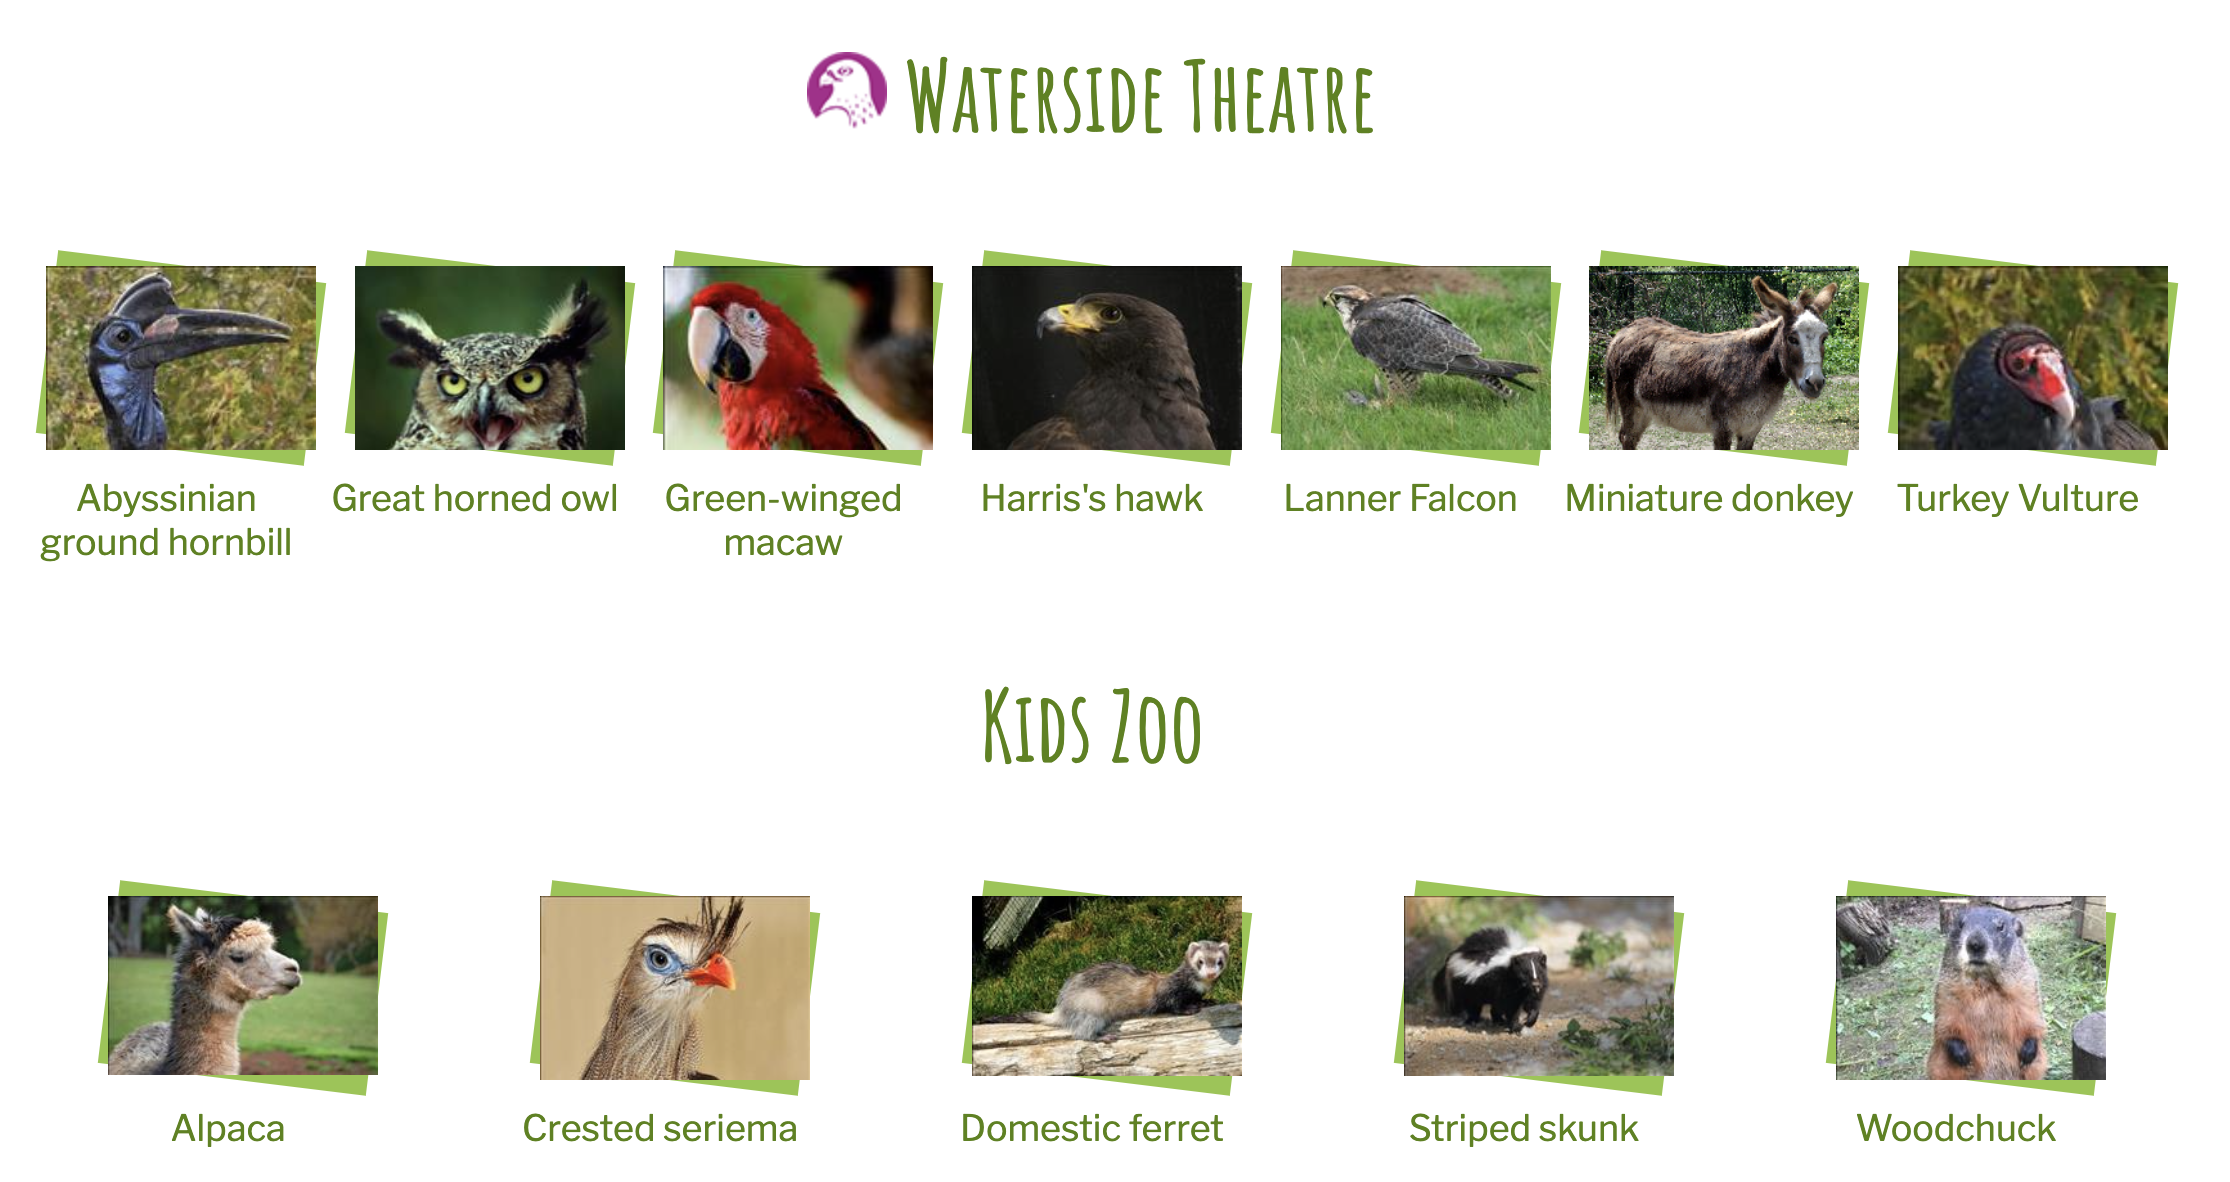 Waterside Theatre
Abyssinian
ground hornbill
Great horned owl
Green-winged
macaw
Harris's hawk
Lanner Falcon
Miniature donkey
Turkey Vulture
Kids Zoo
Alpaca
Crested seriema
Domestic ferret
Striped skunk
Woodchuck